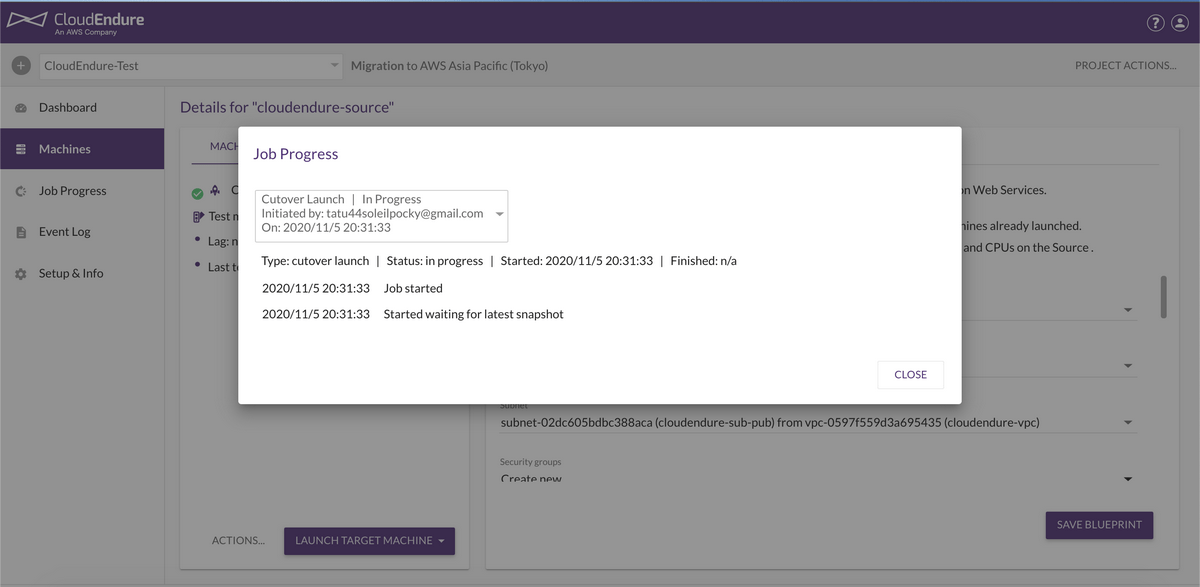 CloudEndure
An AWS Company
?
CloudEndure-Test
Migration to AWS Asia Pacific (Tokyo)
PROJECT ACTIONS...
Dashboard
Machines
Job Progress
Event Log
Setup & Info
Details for "cloudendure-source"
Test
Lag:
Last
Job Progress
Cutover Launch | In Progress
Initiated by: tatu44soleilpocky@gmail.com
On: 2020/11/5 20:31:33
Type: cutover launch | Status: in progress | Started: 2020/11/5 20:31:33 | Finished: n/a
2020/11/5 20:31:33 Job started
2020/11/5 20:31:33 Started waiting for latest snapshot
CLOSE
Web Services.
already launched.
and CPUs on the Source .
Subnet
subnet-02dc605bdbc388aca (cloudendure-sub-pub) from vpc-0597f559d3a695435 (cloudendure-vpc)
Security groups
Create new
ACTIONS...
LAUNCH TARGET MACHINE
SAVE BLUEPRINT